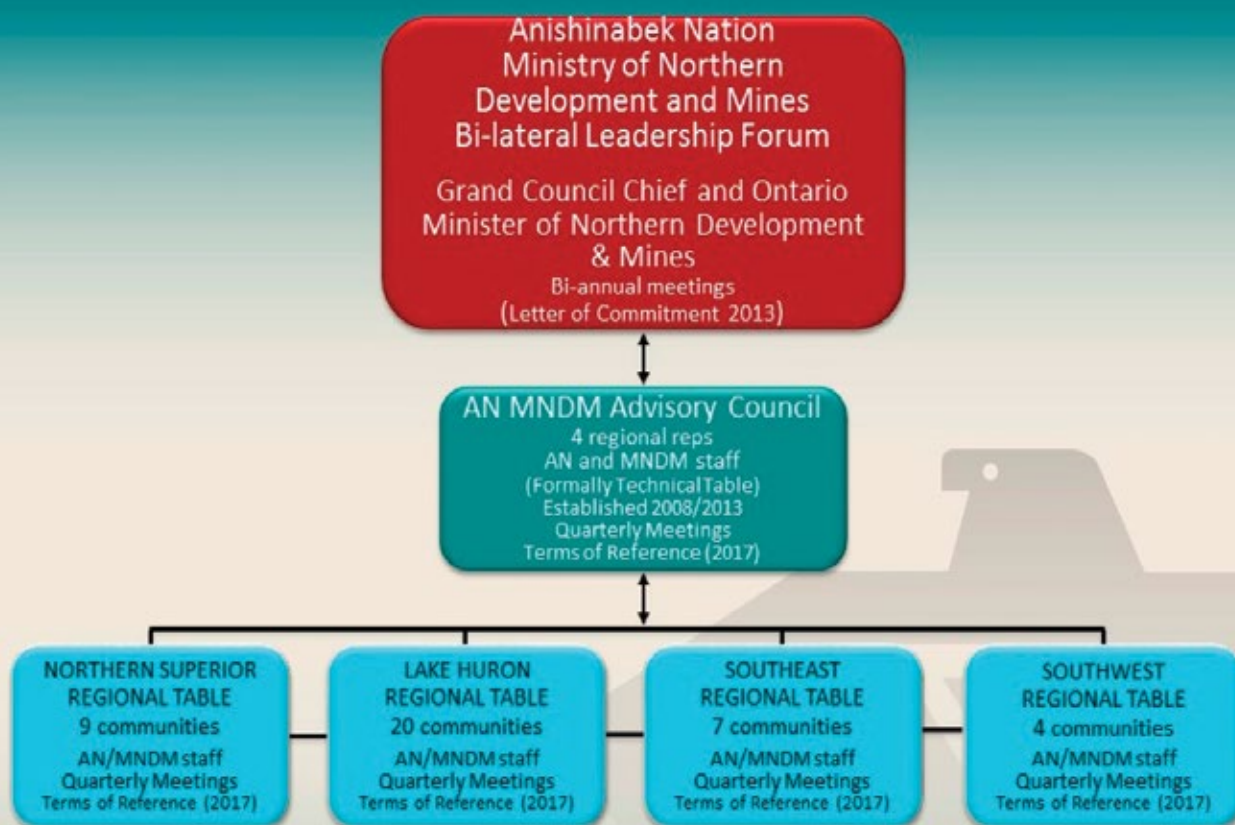 Anishinabek Nation
Ministry of Northern
Development and Mines
Bi-lateral Leadership Forum
Grand Council Chief and Ontario
Minister of Northern Development
& Mines
Bi-annual meetings
(Letter of Commitment 2013)
AN MNDM Advisory Council
4 regional reps
AN and MNDM staff
(Formally Technical Table)
Established 2008/2013
Quarterly Meetings
Terms of Reference (2017)
NORTHERN SUPERIOR
REGIONAL TABLE
9 communities
AN/MNDM staff
Quarterly Meetings
Terms of Reference (2017)
LAKE HURON
REGIONAL TABLE
20 communities
AN/MNDM staff
Quarterly Meetings
Terms of Reference (2017)
SOUTHEAST
REGIONAL TABLE
7 communities
AN/MNDM staff
Quarterly Meetings
Terms of Reference (2017)
SOUTHWEST
REGIONAL TABLE
4 communities
AN/MNDM staff
Quarterly Meetings
Terms of Reference (2017)